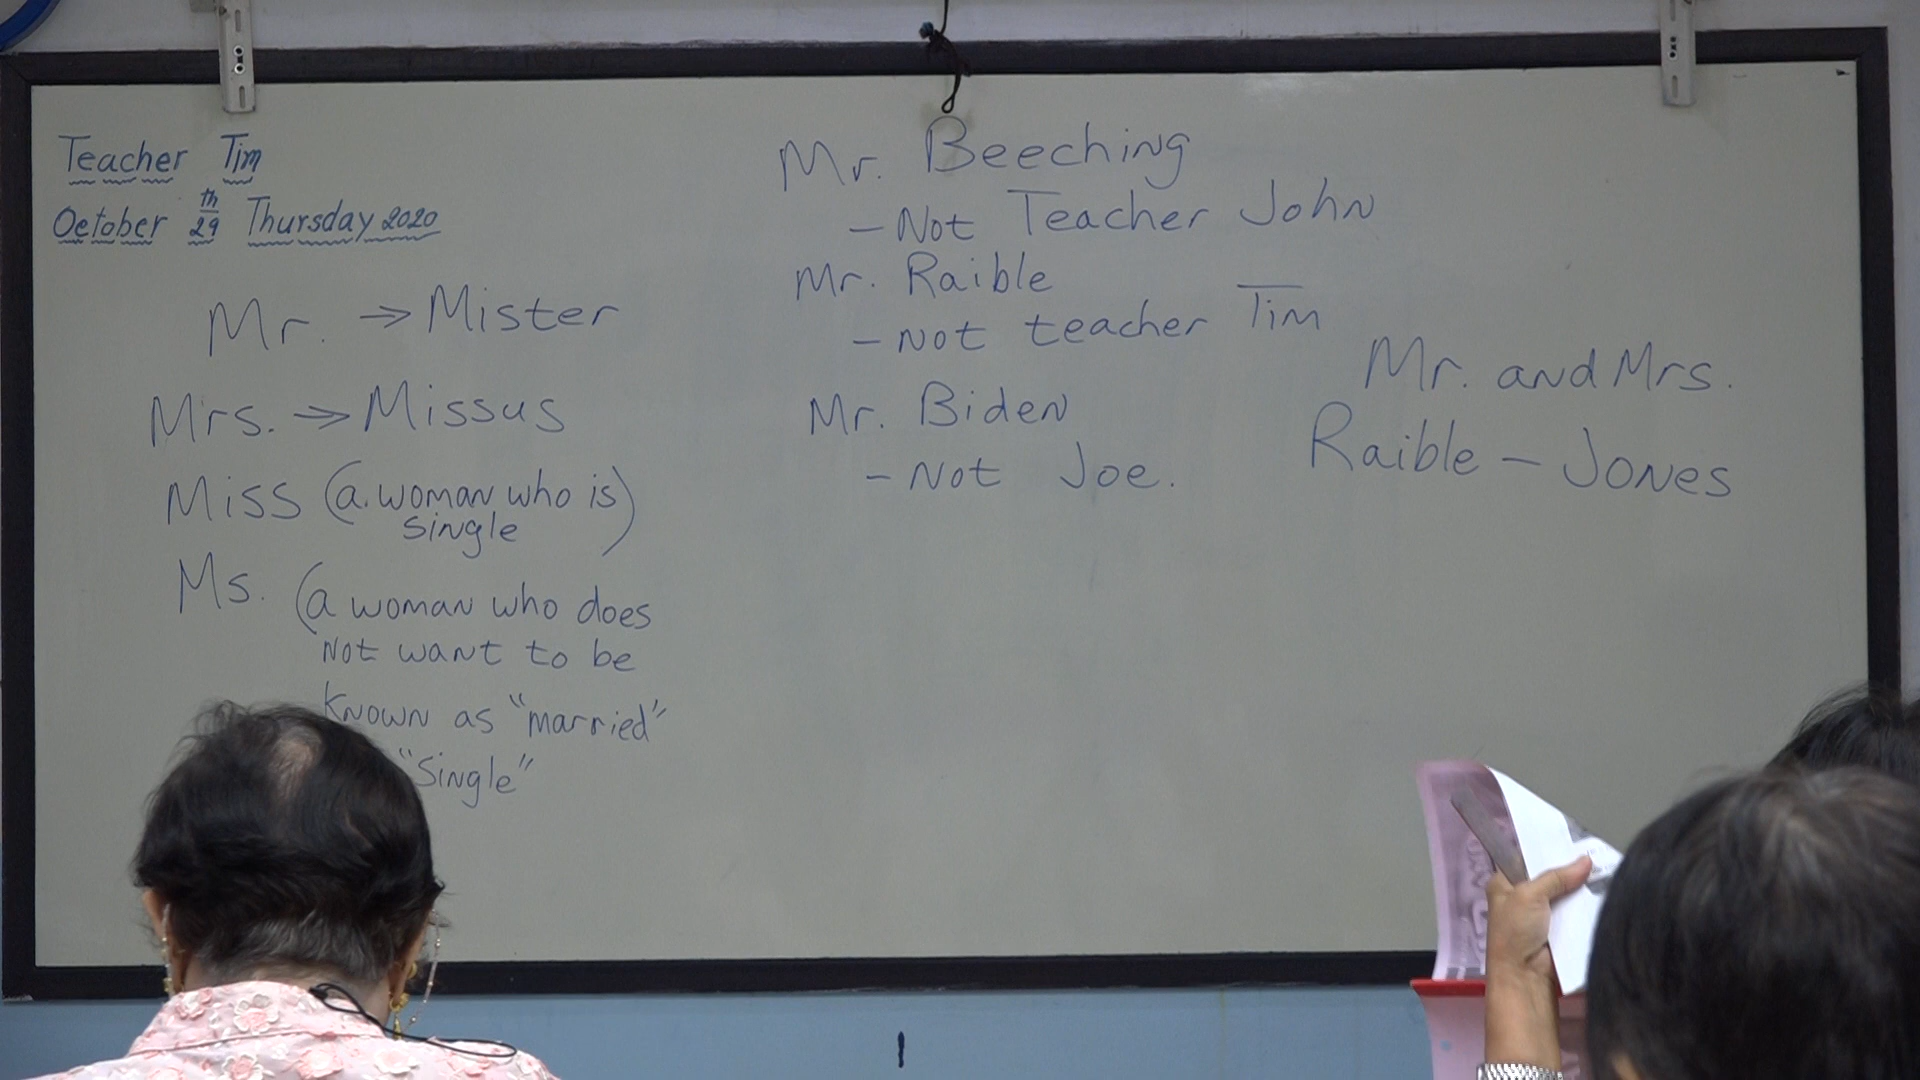 Teacher Tim
October 29th Thursday 2020
Mr. → Mister
Mrs. → Missus
Miss (a woman who is
single)
Ms. (a woman who does
not want to be
known as "married"
"Single"
Mr. Beeching
- Not Teacher John
Mr. Raible
- Not teacher Tim
Mr. Biden
- Not Joe.
Mr. and Mrs.
Raible - Jones